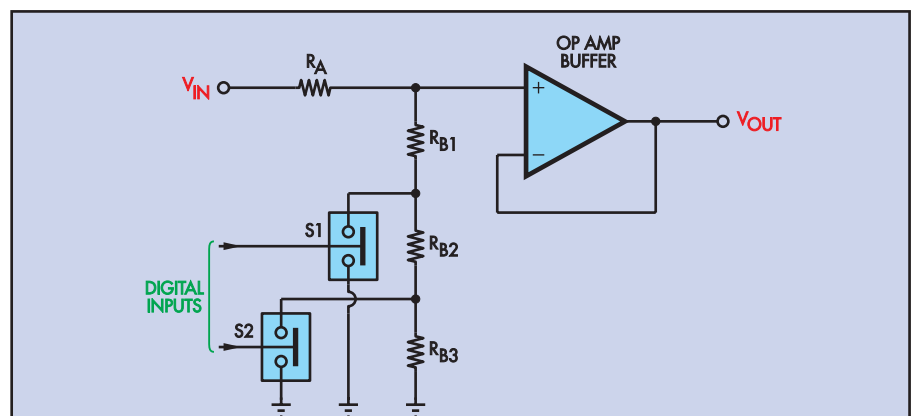 OP AMP
BUFFER
VIN
RA
+
−
VOUT
RB1
S1
RB2
DIGITAL
INPUTS
S2
RB3